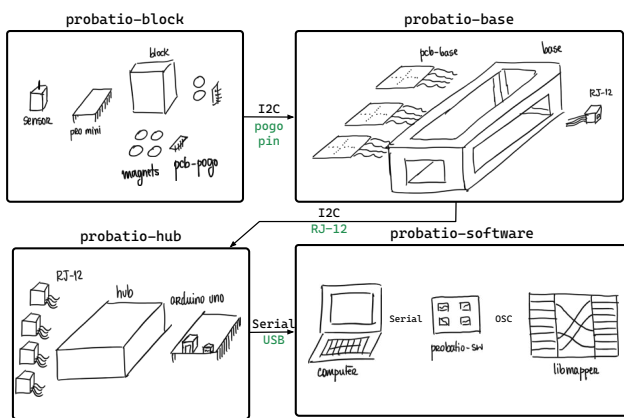 probatio-block
block
sensor
pro mini
magnets
pcb-pogo
I2C
pogo
pin
probatio-base
pcb-base
base
RJ-12
I2C
RJ-12
probatio-hub
RJ-12
hub
arduino uno
Serial
USB
probatio-software
computer
Serial
probatio-sw
OSC
libmapper